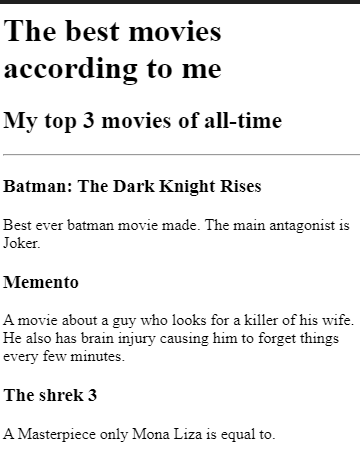 The best movies
according to me
My top 3 movies of all-time
Batman: The Dark Knight Rises
Best ever batman movie made. The main antagonist is
Joker.
Memento
A movie about a guy who looks for a killer of his wife.
He also has brain injury causing him to forget things
every few minutes.
The shrek 3
A Masterpiece only Mona Liza is equal to.